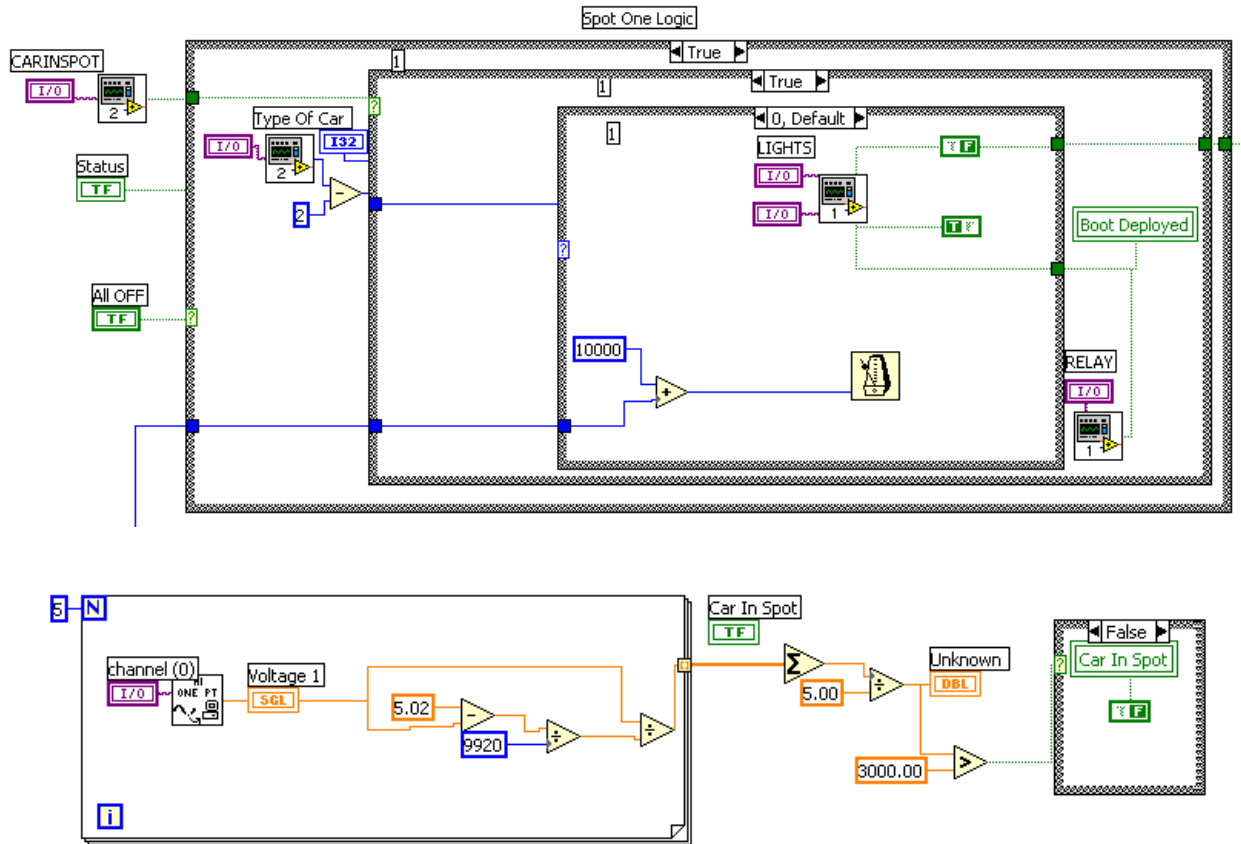 Spot One Logic
True
CARINSPOT
1
True
I/O
2
1
?
0, Default
Type Of Car
1
I32
I/O
2
LIGHTS
F
Status
I/O
TF
-
2
I/O
1
Boot Deployed
T
?
All OFF
TF
?
10000
RELAY
+
I/O
1
5
N
Car In Spot
False
TF
channel (0)
Voltage 1
Unknown
?
Car In Spot
I/O
ONE PT
SGL
Σ
DBL
5.02
-
5.00
÷
F
9920
÷
÷
3000.00
>
i